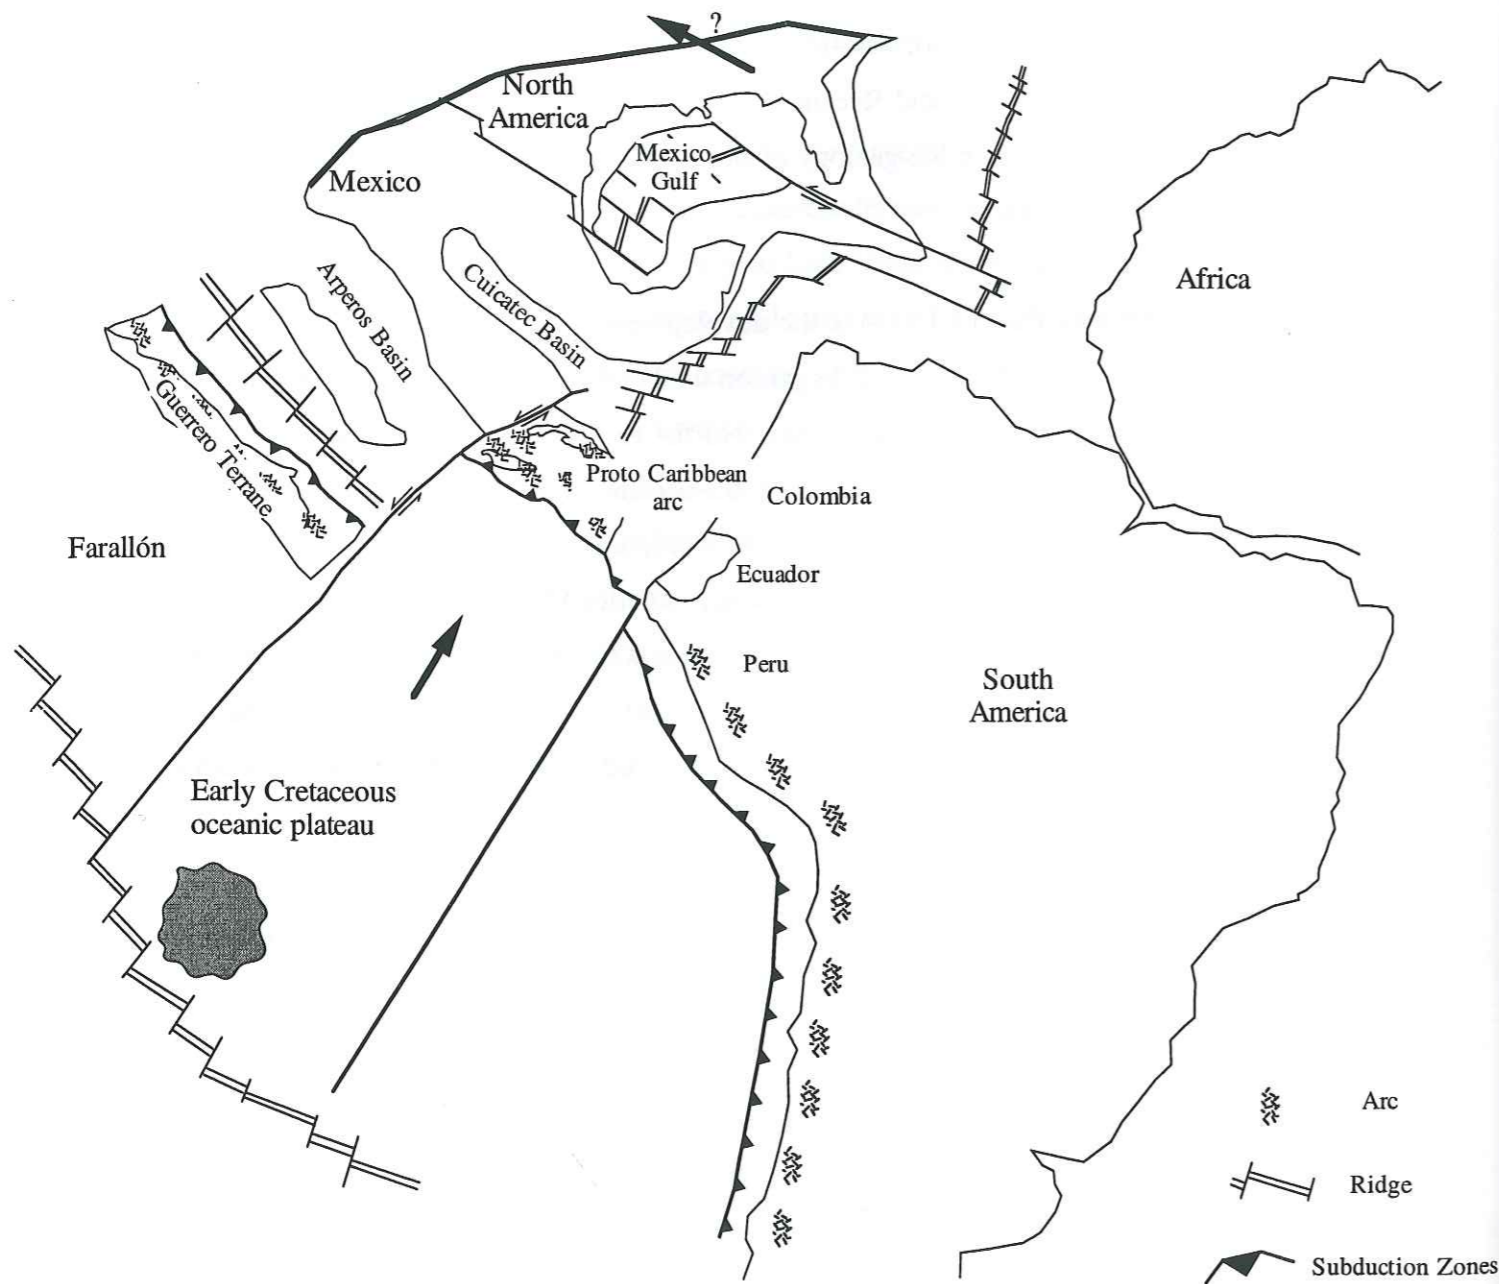 ?
North
America
Mexico
Gulf
Mexico
Africa
Arperos Basin
Cuicatec Basin
Guerrero Terrane
Proto Caribbean
arc
Colombia
Farallón
Ecuador
Peru
South
America
Early Cretaceous
oceanic plateau
Arc
Ridge
Subduction Zones